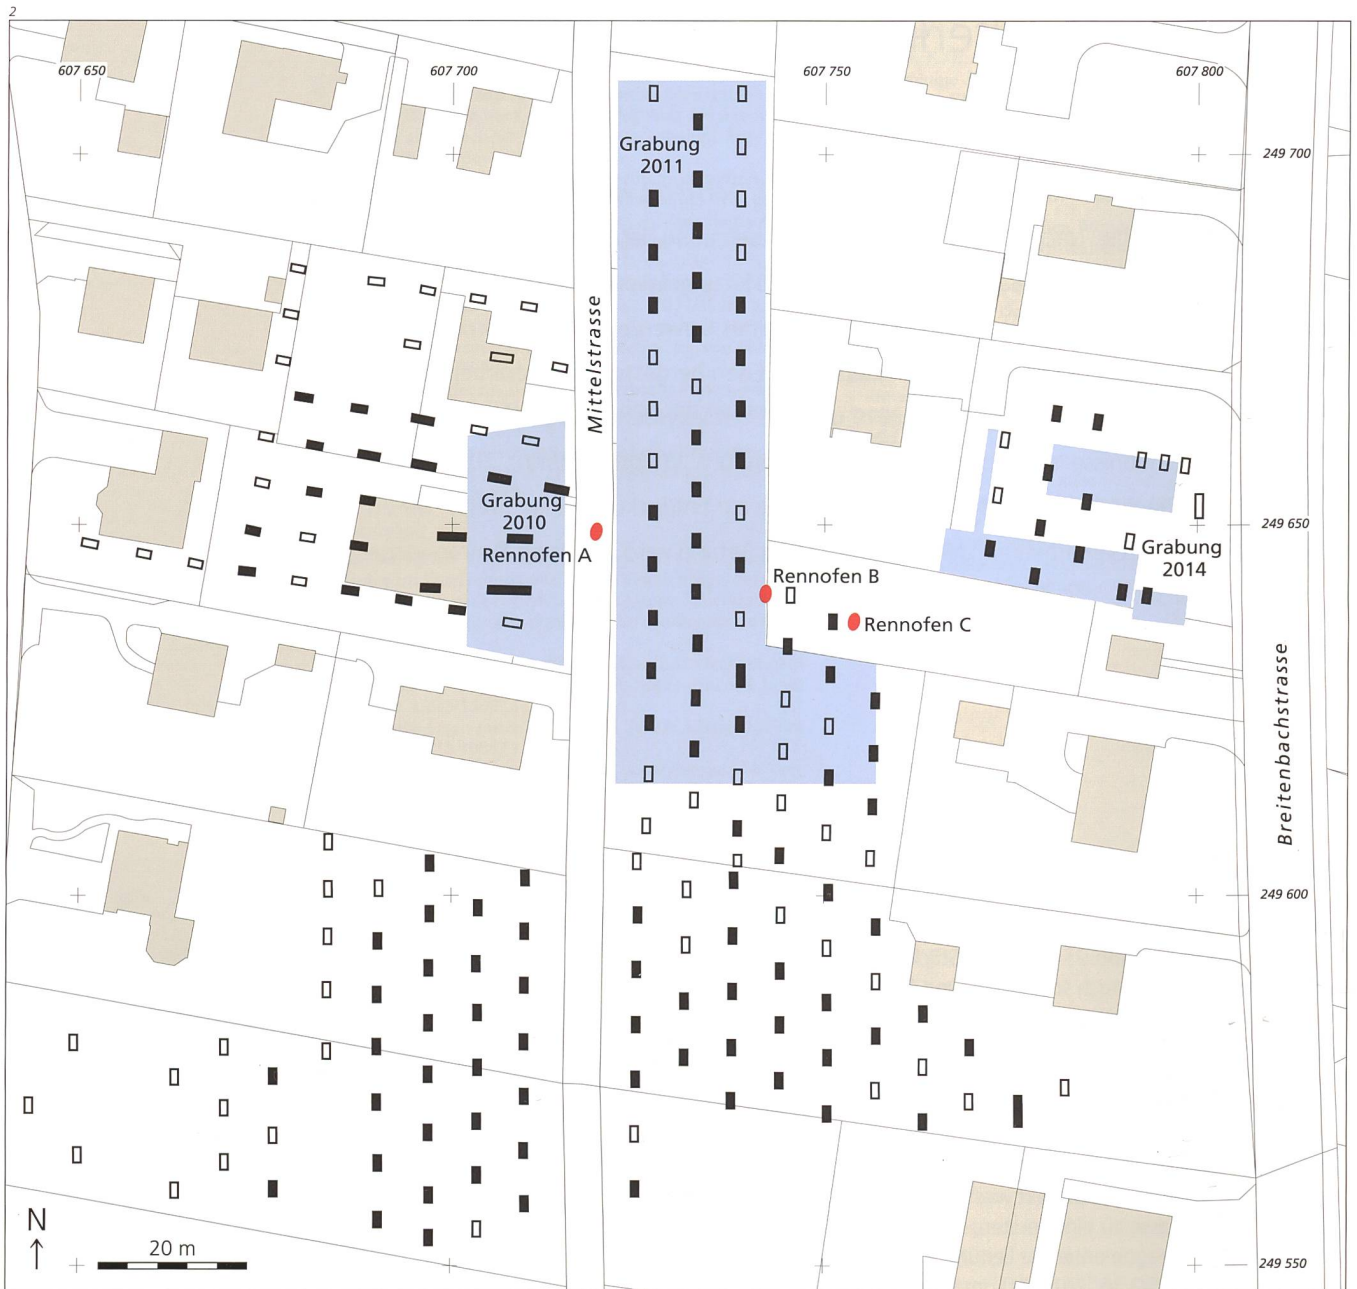 2
607 650
607 700
607 750
607 800
249 700
Grabung
2011
Mittelstrasse
Grabung
2010
Rennofen A
249 650
Grabung
2014
Rennofen B
Rennofen C
Breitenbachstrasse
249 600
N
20 m
249 550